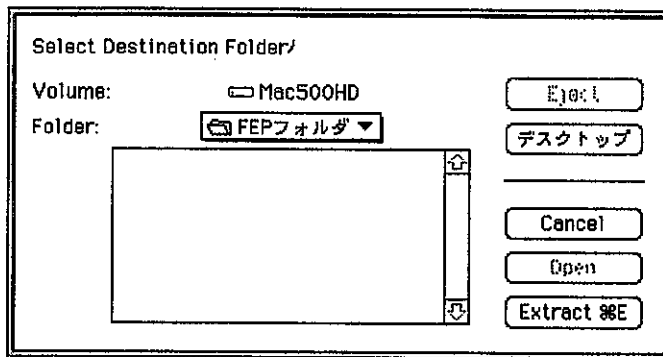 Select Destination Folder/
Volume:
Mac500HD
Folder:
FEPフォルダ ▼
Eject
デスクトップ
Cancel
Open
Extract ⌘E